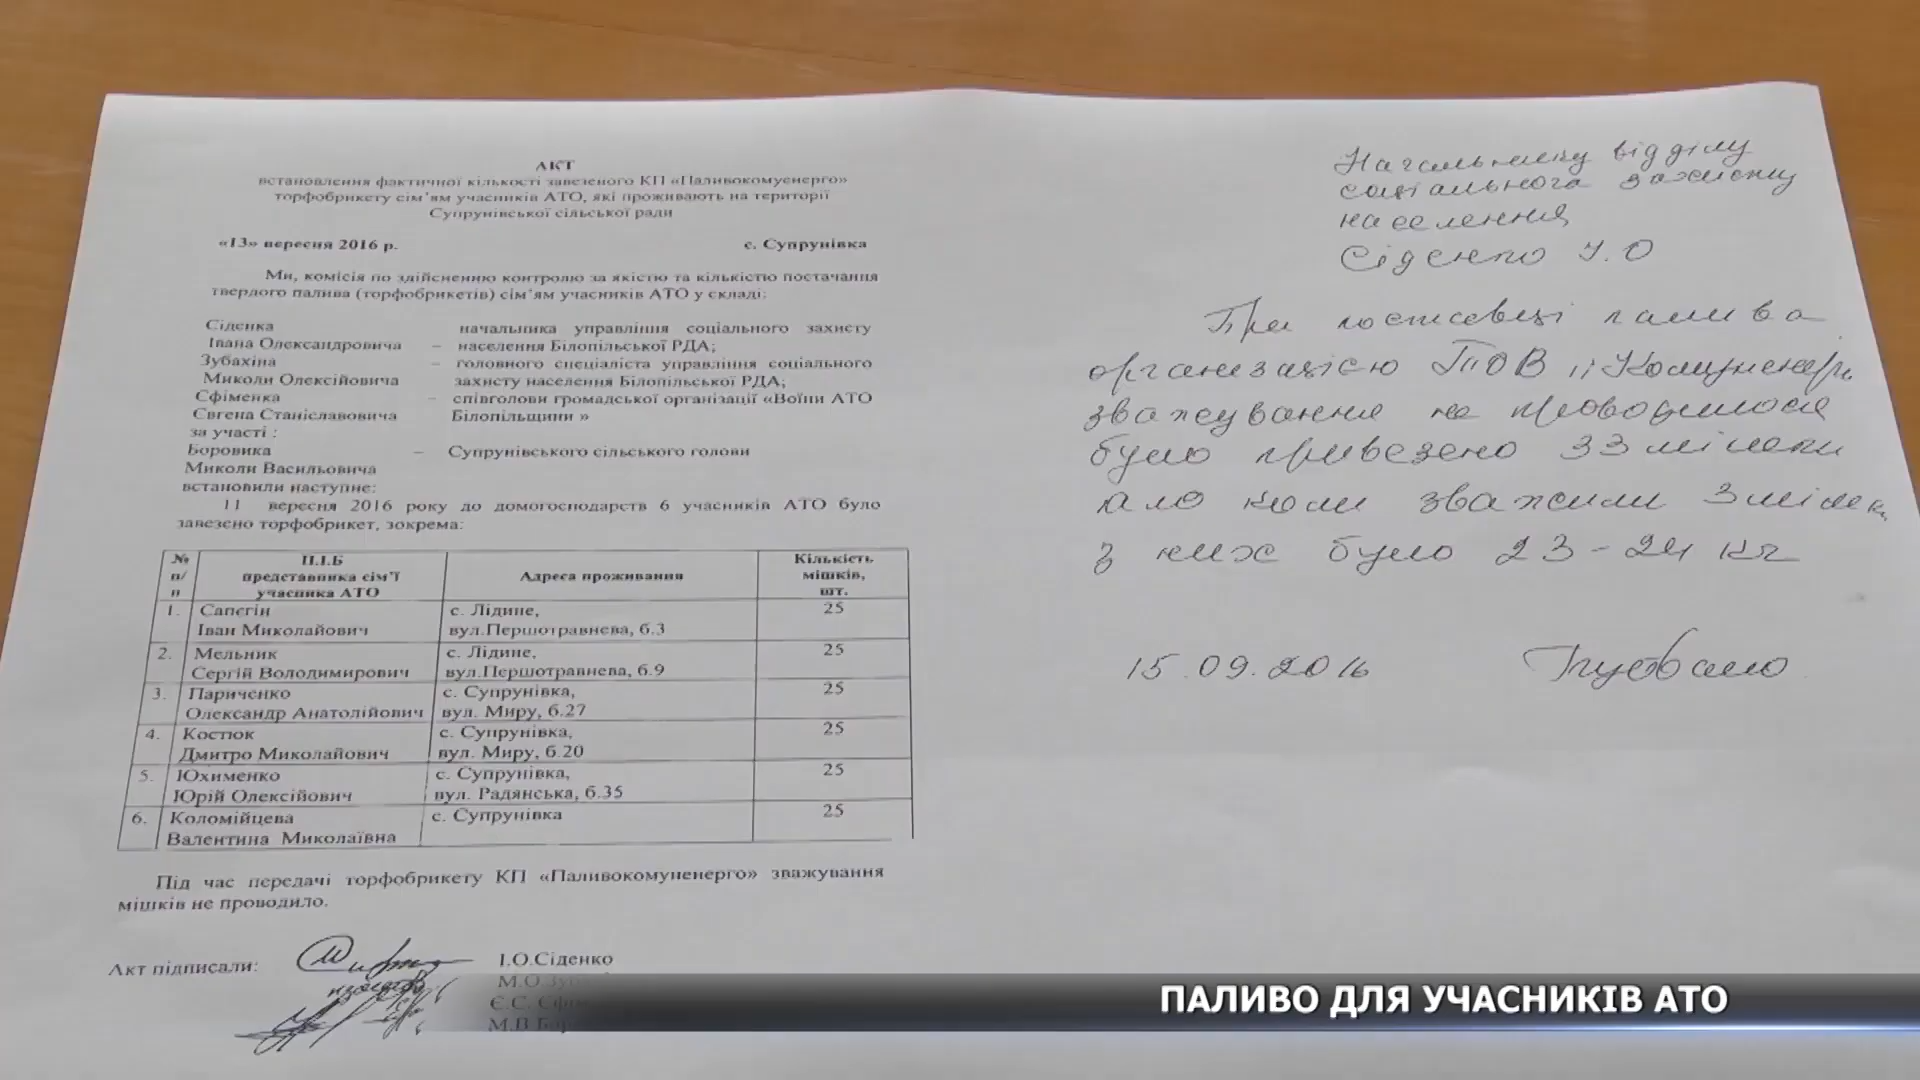 АКТ
встановлення фактичної кількості завезеного КП «Паливокомуенерго»
торфобрикету сім'ям учасників АТО, які проживають на території
Супрунівської сільської ради
«13» вересня 2016 р. с. Супрунівка
Ми, комісія по здійсненню контролю за якістю та кількістю постачання
твердого палива (торфобрикетів) сім'ям учасників АТО у складі:
Сіденка начальника управління соціального захисту
Івана Олександровича – населення Білопільської РДА;
Зубахіна – головного спеціаліста управління соціального
Миколи Олексійовича захисту населення Білопільської РДА;
Єфіменка – співголови громадської організації «Воїни АТО
Євгена Станіславовича Білопільщини »
за участі :
Боровика – Супрунівського сільського голови
Миколи Васильовича
встановили наступне:
11 вересня 2016 року до домогосподарств 6 учасників АТО було
завезено торфобрикет, зокрема:
№ п/п П.І.Б представника сім'ї учасника АТО Адреса проживання Кількість мішків, шт.
1. Сапєгін с. Лідине, 25
Іван Миколайович вул.Першотравнева, б.3
2. Мельник с. Лідине, 25
Сергій Володимирович вул.Першотравнева, б.9
3. Париченко с. Супрунівка, 25
Олександр Анатолійович вул. Миру, б.27
4. Костюк с. Супрунівка, 25
Дмитро Миколайович вул. Миру, б.20
5. Юхименко с. Супрунівка, 25
Юрій Олексійович вул. Радянська, б.35
6. Коломійцева с. Супрунівка 25
Валентина Миколаївна
Під час передачі торфобрикету КП «Паливокомуненерго» зважування
мішків не проводило.
Акт підписали: І.О.Сіденко
М.О.
Є.С.
М.В.
Начальнику відділу
соціального захисту
населення
Сіденко І.О
При поставці палива
організацією ТОВ
зважування не проводилося
було привезено 33 мішки
коли зважили 3
з них було 23-24 кг
15.09.2016
ПАЛИВО ДЛЯ УЧАСНИКІВ АТО